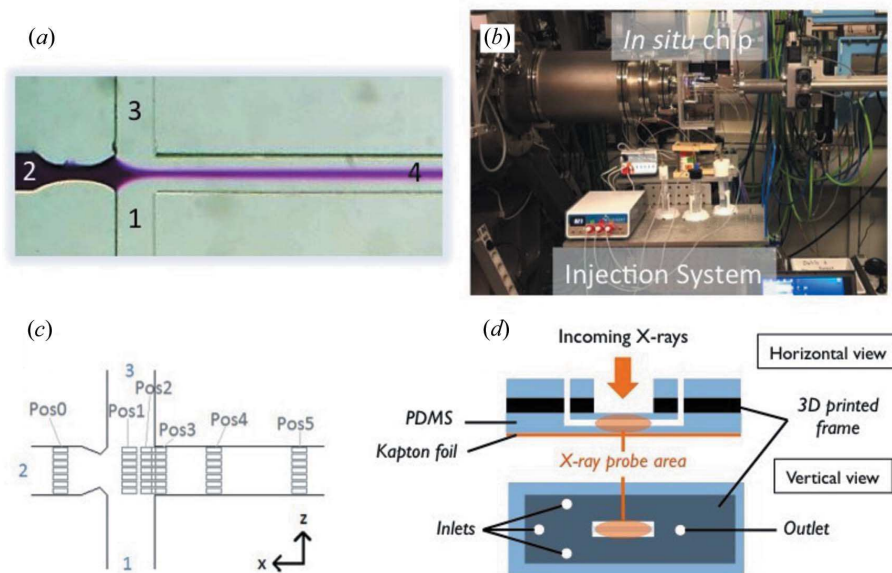 (a)
3
2
4
1
(b)
In situ chip
Injection System
(c)
3
Pos2
Pos0
Pos1
Pos4
Pos5
Pos3
2
z
x
1
(d)
Incoming X-rays
Horizontal view
PDMS
3D printed
frame
Kapton foil
X-ray probe area
Vertical view
Inlets
Outlet